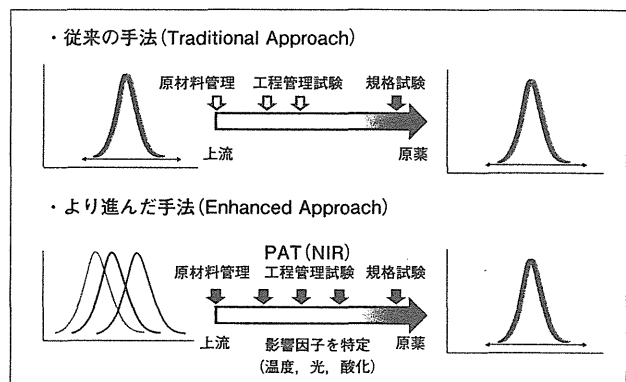 ・従来の手法(Traditional Approach)
原材料管理 工程管理試験 規格試験
上流 原薬
・より進んだ手法(Enhanced Approach)
PAT(NIR)
原材料管理 工程管理試験 規格試験
上流 影響因子を特定 原薬
(温度,光,酸化)